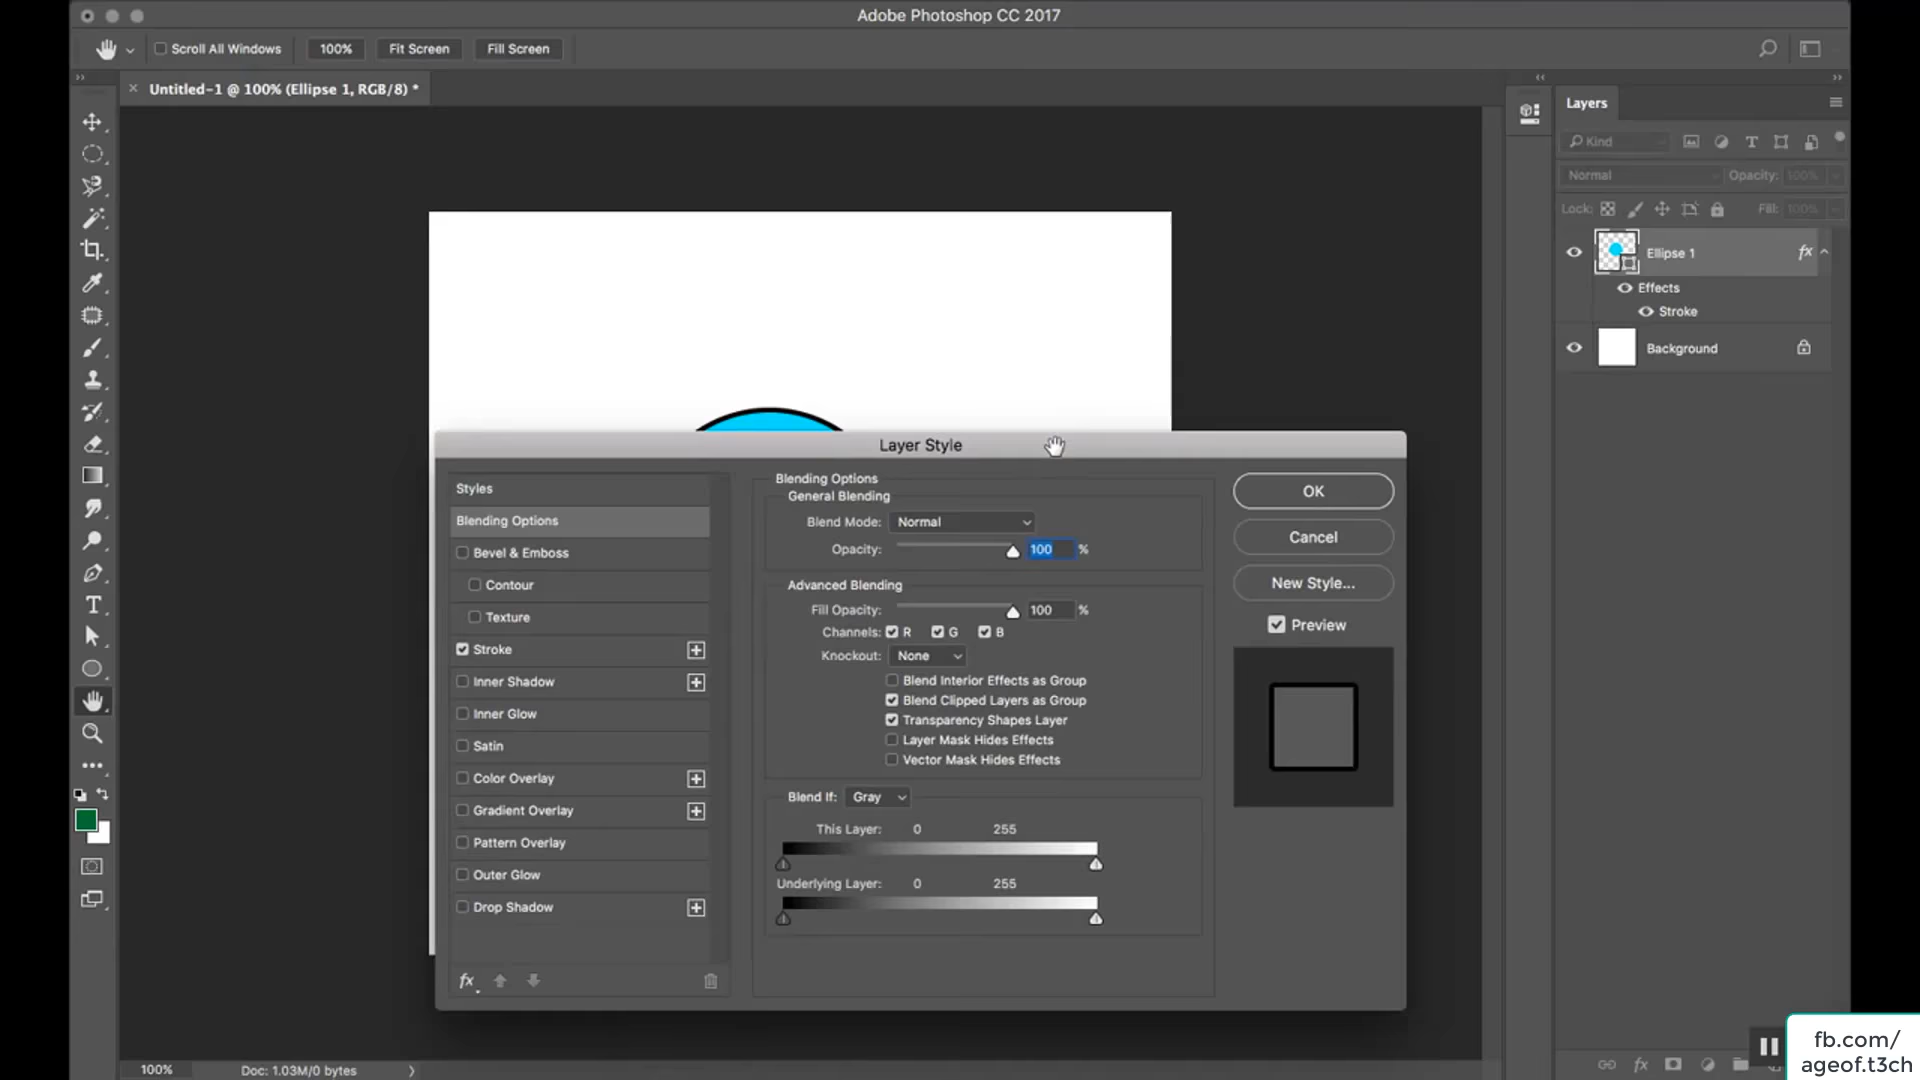 Adobe Photoshop CC 2017
Scroll All Windows
100%
Fit Screen
Fill Screen
Untitled-1 @ 100% (Ellipse 1, RGB/8) *
Layers
Kind
Normal
Opacity: 100%
Lock:
Fill: 100%
Ellipse 1
fx
Effects
Stroke
Background
Layer Style
Styles
Blending Options
Bevel & Emboss
Contour
Texture
Stroke
Inner Shadow
Inner Glow
Satin
Color Overlay
Gradient Overlay
Pattern Overlay
Outer Glow
Drop Shadow
fx
Blending Options
General Blending
Blend Mode: Normal
Opacity: 100 %
Advanced Blending
Fill Opacity: 100 %
Channels: R G B
Knockout: None
Blend Interior Effects as Group
Blend Clipped Layers as Group
Transparency Shapes Layer
Layer Mask Hides Effects
Vector Mask Hides Effects
Blend If: Gray
This Layer: 0 255
Underlying Layer: 0 255
OK
Cancel
New Style...
Preview
100%
Doc: 1.03M/0 bytes
fx
fb.com/
ageof.t3ch